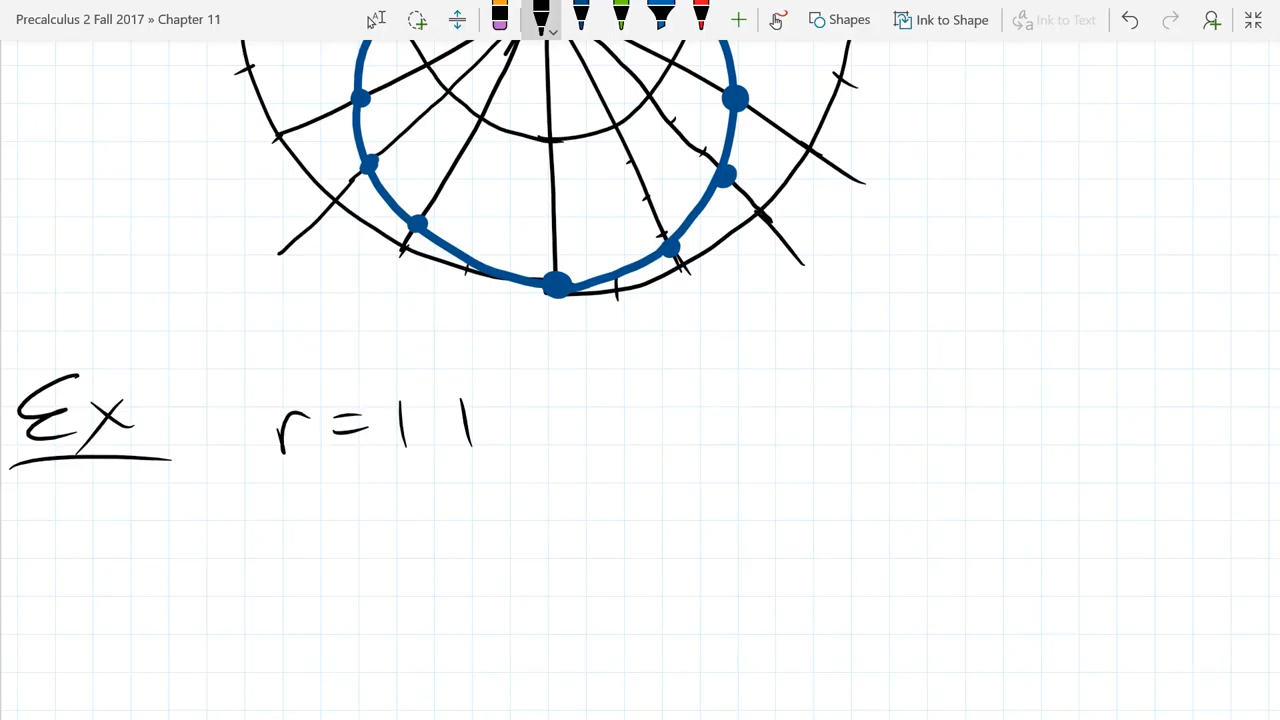 Precalculus 2 Fall 2017 » Chapter 11
Shapes
Ink to Shape
Ink to Text
Ex r = 1 1